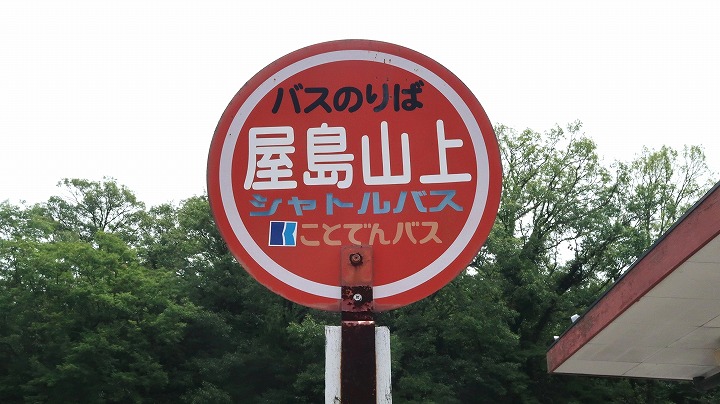 バスのりば
屋島山上
シャトルバス
ことでんバス